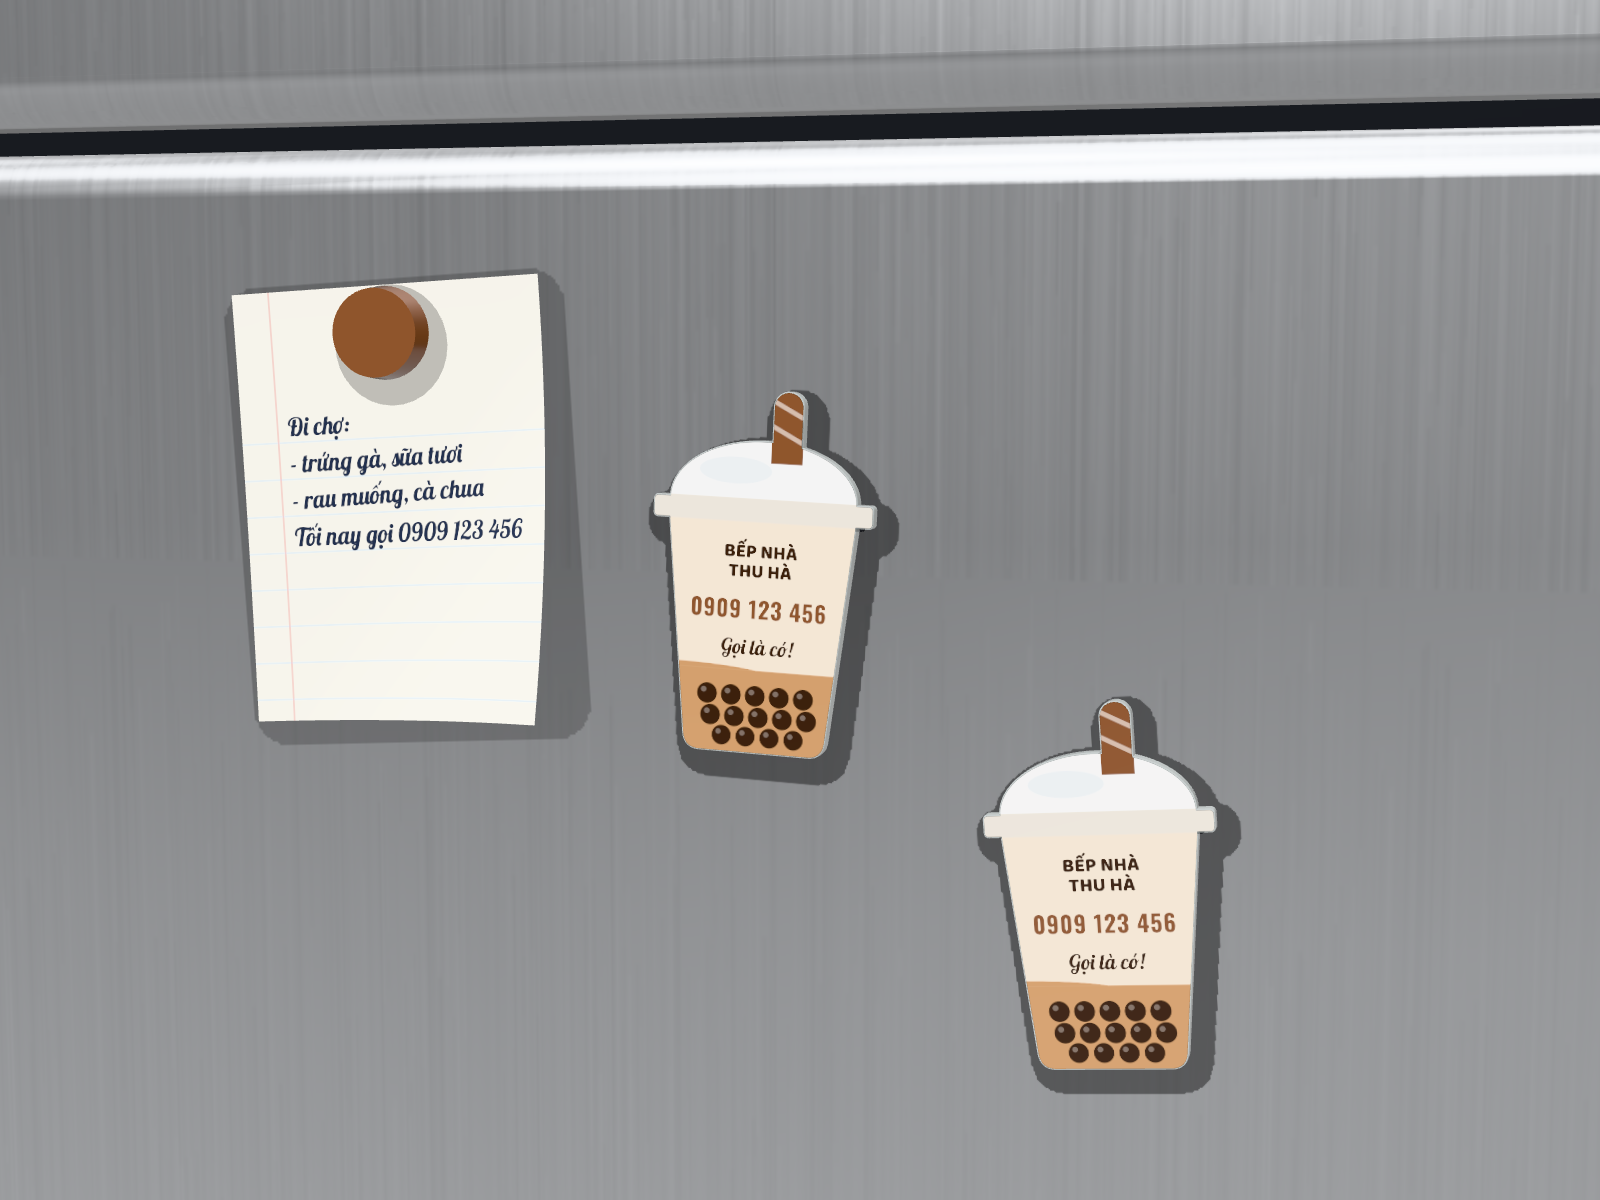 Đi chợ:
- trứng gà, sữa tươi
- rau muống, cà chua
Tối nay gọi 0909 123 456
BẾP NHÀ
THU HÀ
0909 123 456
Gọi là có!
BẾP NHÀ
THU HÀ
0909 123 456
Gọi là có!